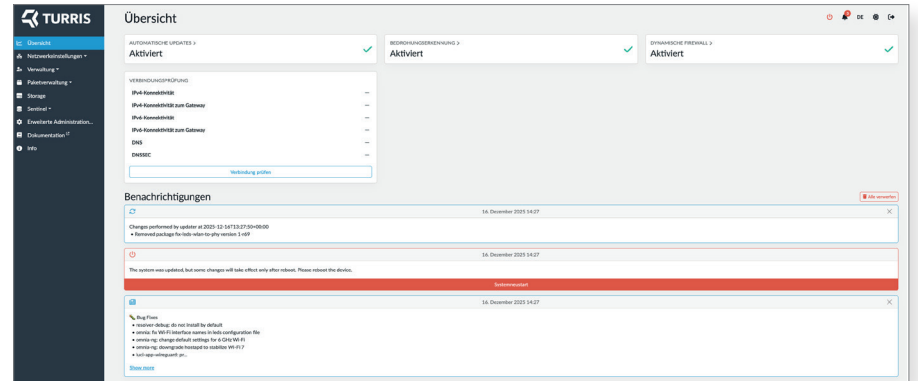 TURRIS
Übersicht
Netzwerkeinstellungen
Verwaltung
Paketverwaltung
Storage
Sentinel
Erweiterte Administration...
Dokumentation
Info
Übersicht
DE
AUTOMATISCHE UPDATES >
Aktiviert
BEDROHUNGSERKENNUNG >
Aktiviert
DYNAMISCHE FIREWALL >
Aktiviert
VERBINDUNGSPRÜFUNG
IPv4-Konnektivität –
IPv4-Konnektivität zum Gateway –
IPv6-Konnektivität –
IPv6-Konnektivität zum Gateway –
DNS –
DNSSEC –
Verbindung prüfen
Benachrichtigungen
Alle verwerfen
16. Dezember 2025 14:27
Changes performed by updater at 2025-12-16T13:27:50+00:00
• Removed package fix-leds-wlan-to-phy version 1-r69
16. Dezember 2025 14:27
The system was updated, but some changes will take effect only after reboot. Please reboot the device.
Systemneustart
16. Dezember 2025 14:27
Bug Fixes
• resolver-debug: do not install by default
• omnia: fix Wi-Fi interface names in leds configuration file
• omnia-ng: change default settings for 6 GHz Wi-Fi
• omnia-ng: downgrade hostapd to stabilize Wi-Fi 7
• luci-app-wireguard: pr...
Show more